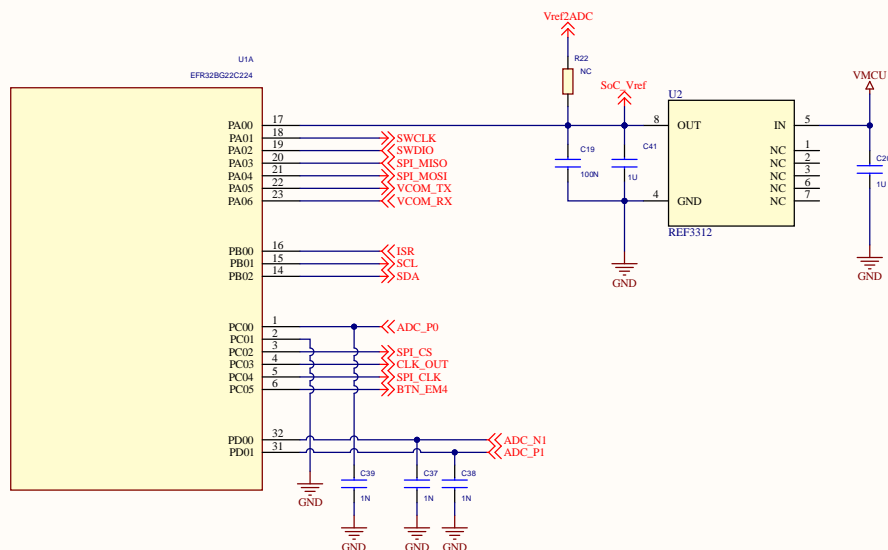 Vref2ADC
U1A
EFR32BG22C224
R22
NC
SoC_Vref
U2
VMCU
PA00 17
PA01 18 SWCLK
PA02 19 SWDIO
PA03 20 SPI_MISO
PA04 21 SPI_MOSI
PA05 22 VCOM_TX
PA06 23 VCOM_RX
8 OUT IN 5
NC 1
NC 2
NC 3
NC 6
NC 7
4 GND
REF3312
C19
100N
C41
1U
C20
1U
GND
GND
PB00 16 ISR
PB01 15 SCL
PB02 14 SDA
PC00 1 ADC_P0
PC01 2
PC02 3 SPI_CS
PC03 4 CLK_OUT
PC04 5 SPI_CLK
PC05 6 BTN_EM4
PD00 32 ADC_N1
PD01 31 ADC_P1
GND
C39
1N
C37
1N
C38
1N
GND
GND
GND